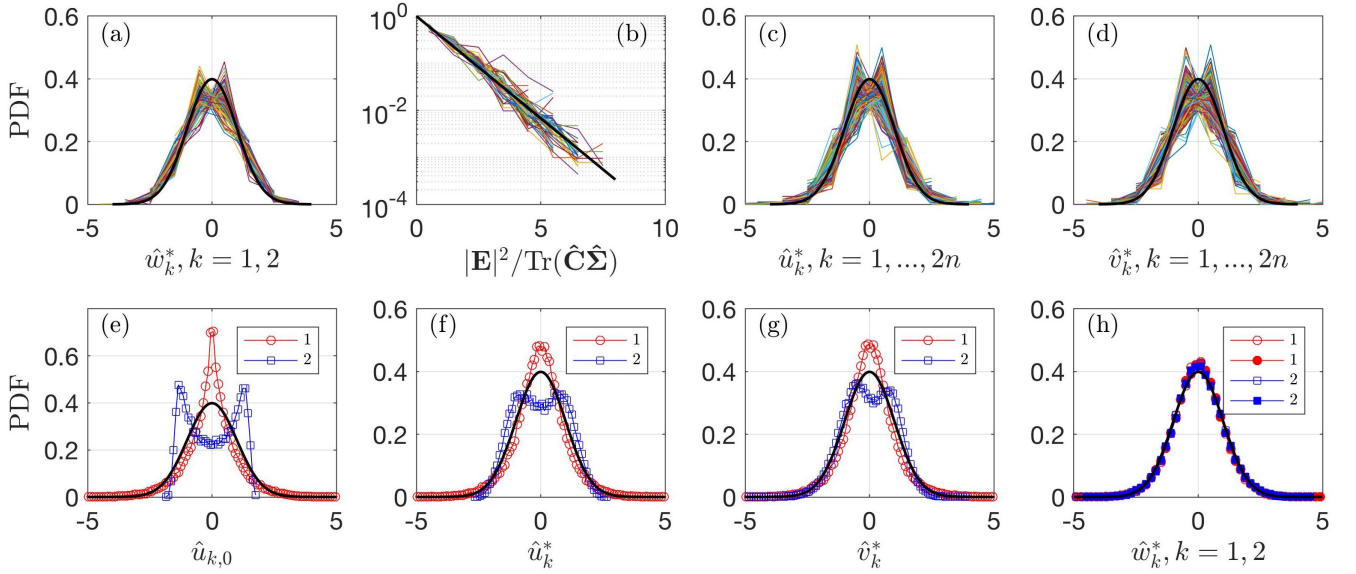 (a)
PDF
0.6
0.4
0.2
0
-5 0 5
ŵ*_k, k = 1, 2
(b)
10^0
10^-2
10^-4
0 5 10
|E|^2/Tr(ĈΣ̂)
(c)
0.6
0.4
0.2
0
-5 0 5
û*_k, k = 1, ..., 2n
(d)
0.6
0.4
0.2
0
-5 0 5
v̂*_k, k = 1, ..., 2n
(e)
1
2
PDF
0.6
0.4
0.2
0
-5 0 5
û_{k,0}
(f)
1
2
0.6
0.4
0.2
0
-5 0 5
û*_k
(g)
1
2
0.6
0.4
0.2
0
-5 0 5
v̂*_k
(h)
1
1
2
2
0.6
0.4
0.2
0
-5 0 5
ŵ*_k, k = 1, 2